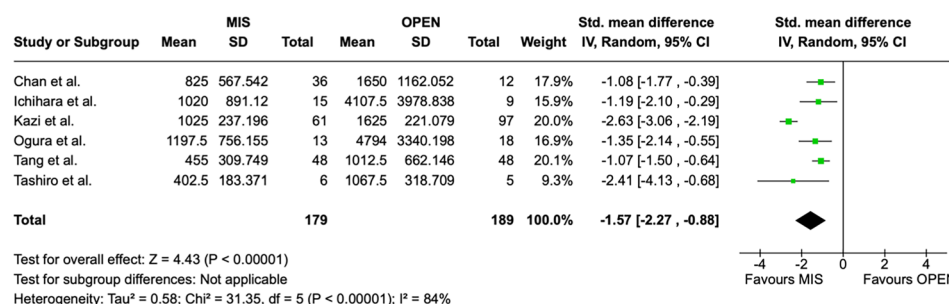 MIS OPEN Std. mean difference Std. mean difference
Study or Subgroup Mean SD Total Mean SD Total Weight IV, Random, 95% CI IV, Random, 95% CI
Chan et al. 825 567.542 36 1650 1162.052 12 17.9% -1.08 [-1.77 , -0.39]
Ichihara et al. 1020 891.12 15 4107.5 3978.838 9 15.9% -1.19 [-2.10 , -0.29]
Kazi et al. 1025 237.196 61 1625 221.079 97 20.0% -2.63 [-3.06 , -2.19]
Ogura et al. 1197.5 756.155 13 4794 3340.198 18 16.9% -1.35 [-2.14 , -0.55]
Tang et al. 455 309.749 48 1012.5 662.146 48 20.1% -1.07 [-1.50 , -0.64]
Tashiro et al. 402.5 183.371 6 1067.5 318.709 5 9.3% -2.41 [-4.13 , -0.68]
Total 179 189 100.0% -1.57 [-2.27 , -0.88]
Test for overall effect: Z = 4.43 (P < 0.00001)
Test for subgroup differences: Not applicable
Heterogeneity: Tau² = 0.58; Chi² = 31.35, df = 5 (P < 0.00001); I² = 84%
-4 -2 0 2 4
Favours MIS Favours OPEN